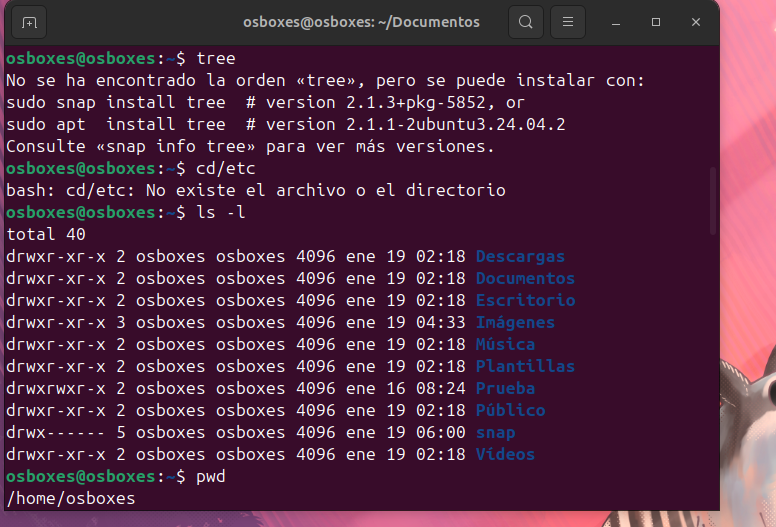 osboxes@osboxes: ~/Documentos
osboxes@osboxes:~$ tree
No se ha encontrado la orden «tree», pero se puede instalar con:
sudo snap install tree  # version 2.1.3+pkg-5852, or
sudo apt  install tree  # version 2.1.1-2ubuntu3.24.04.2
Consulte «snap info tree» para ver más versiones.
osboxes@osboxes:~$ cd/etc
bash: cd/etc: No existe el archivo o el directorio
osboxes@osboxes:~$ ls -l
total 40
drwxr-xr-x 2 osboxes osboxes 4096 ene 19 02:18 Descargas
drwxr-xr-x 2 osboxes osboxes 4096 ene 19 02:18 Documentos
drwxr-xr-x 2 osboxes osboxes 4096 ene 19 02:18 Escritorio
drwxr-xr-x 3 osboxes osboxes 4096 ene 19 04:33 Imágenes
drwxr-xr-x 2 osboxes osboxes 4096 ene 19 02:18 Música
drwxr-xr-x 2 osboxes osboxes 4096 ene 19 02:18 Plantillas
drwxrwxr-x 2 osboxes osboxes 4096 ene 16 08:24 Prueba
drwxr-xr-x 2 osboxes osboxes 4096 ene 19 02:18 Público
drwx------ 5 osboxes osboxes 4096 ene 19 06:00 snap
drwxr-xr-x 2 osboxes osboxes 4096 ene 19 02:18 Vídeos
osboxes@osboxes:~$ pwd
/home/osboxes